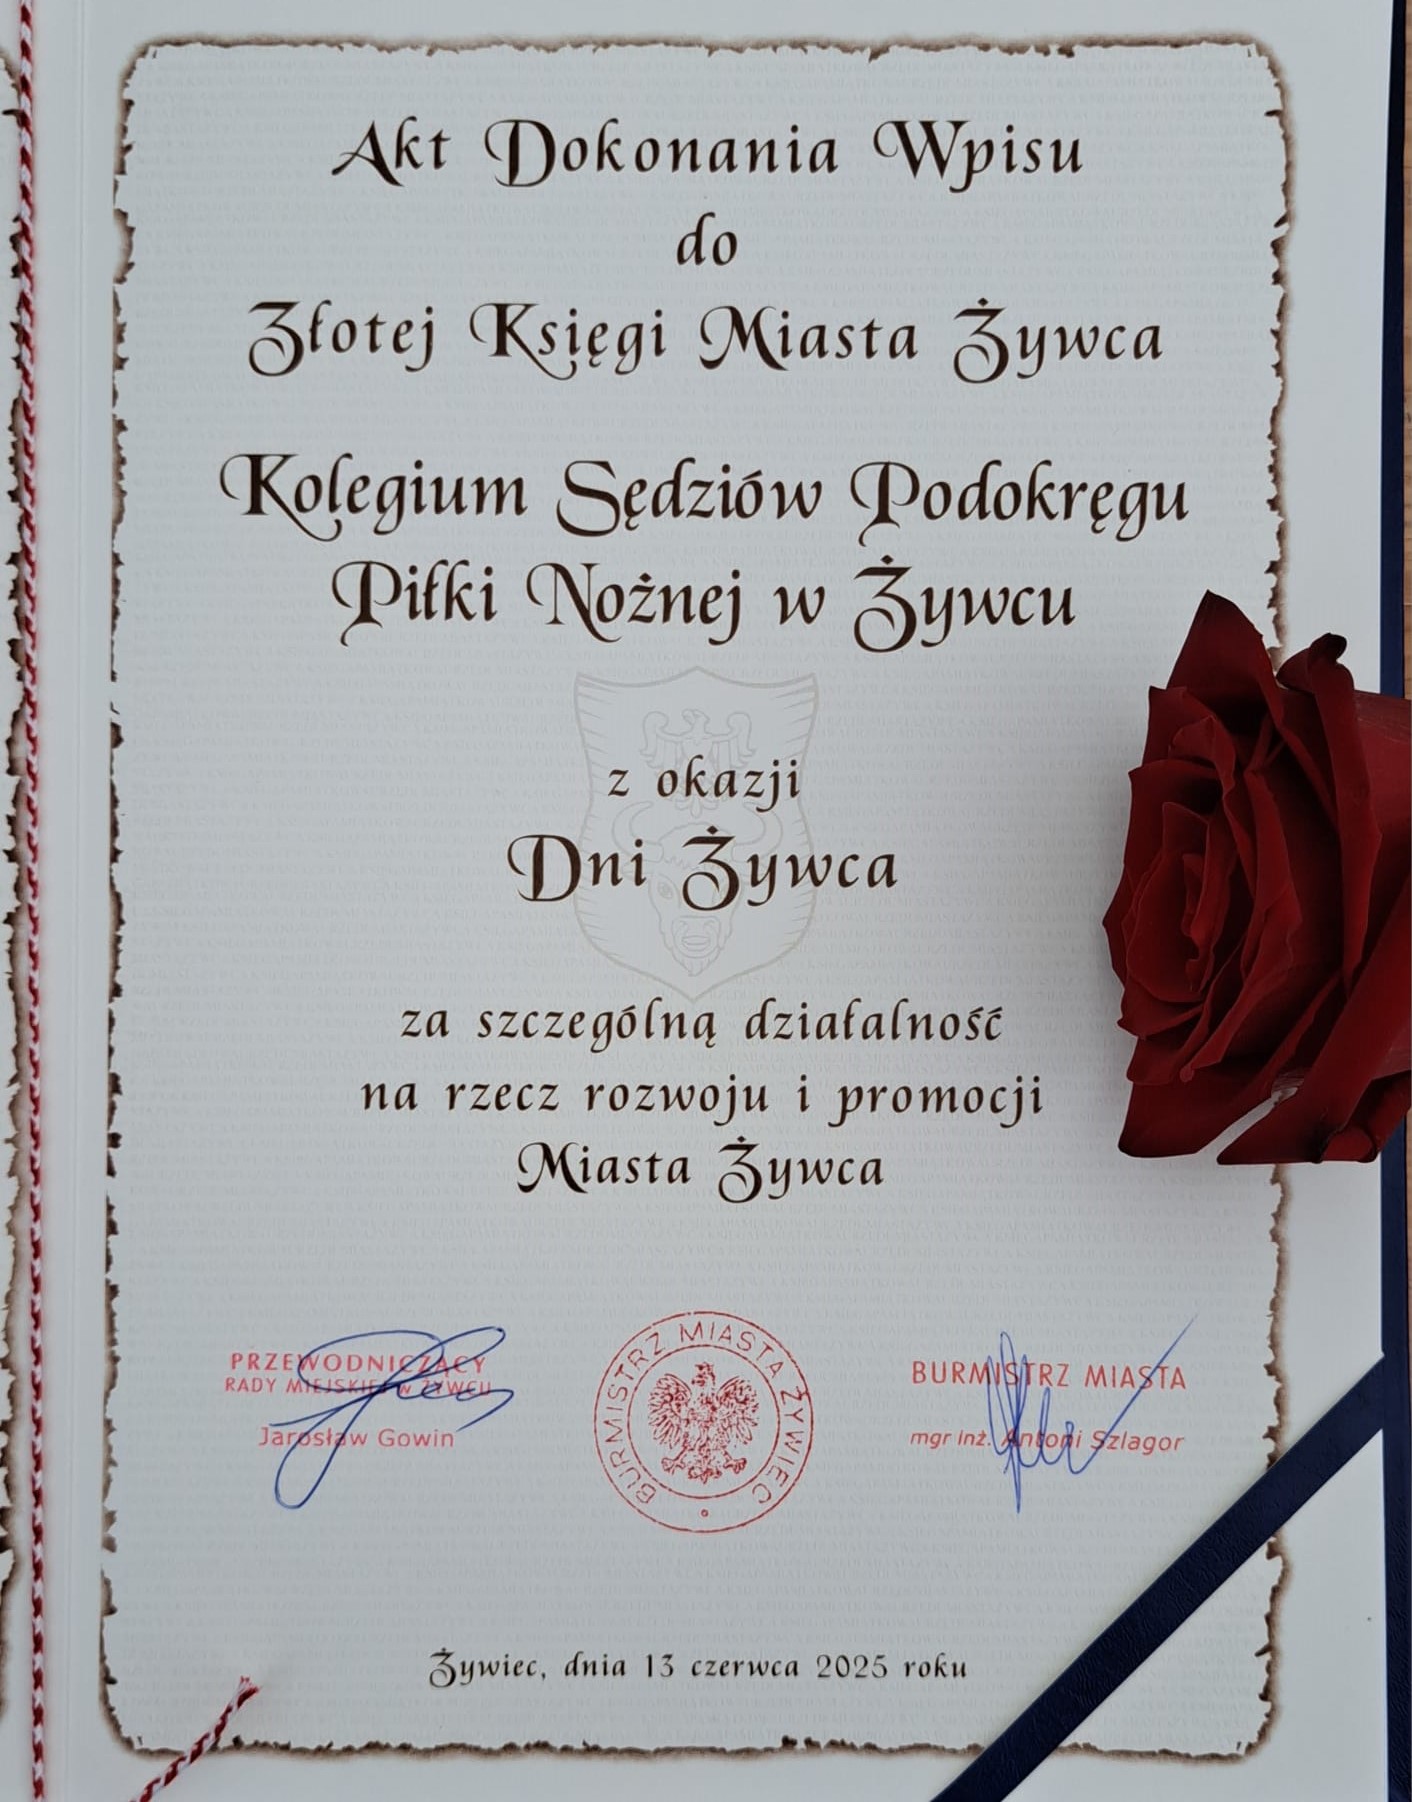 Akt Dokonania Wpisu
do
Złotej Księgi Miasta Żywca
Kolegium Sędziów Podokręgu
Piłki Nożnej w Żywcu
z okazji
Dni Żywca
za szczególną działalność
na rzecz rozwoju i promocji
Miasta Żywca
PRZEWODNICZĄCY
RADY MIEJSKIEJ w ŻYWCU
Jarosław Gowin
BURMISTRZ MIASTA ŻYWIEC
BURMISTRZ MIASTA
mgr inż. Antoni Szlagor
Żywiec, dnia 13 czerwca 2025 roku